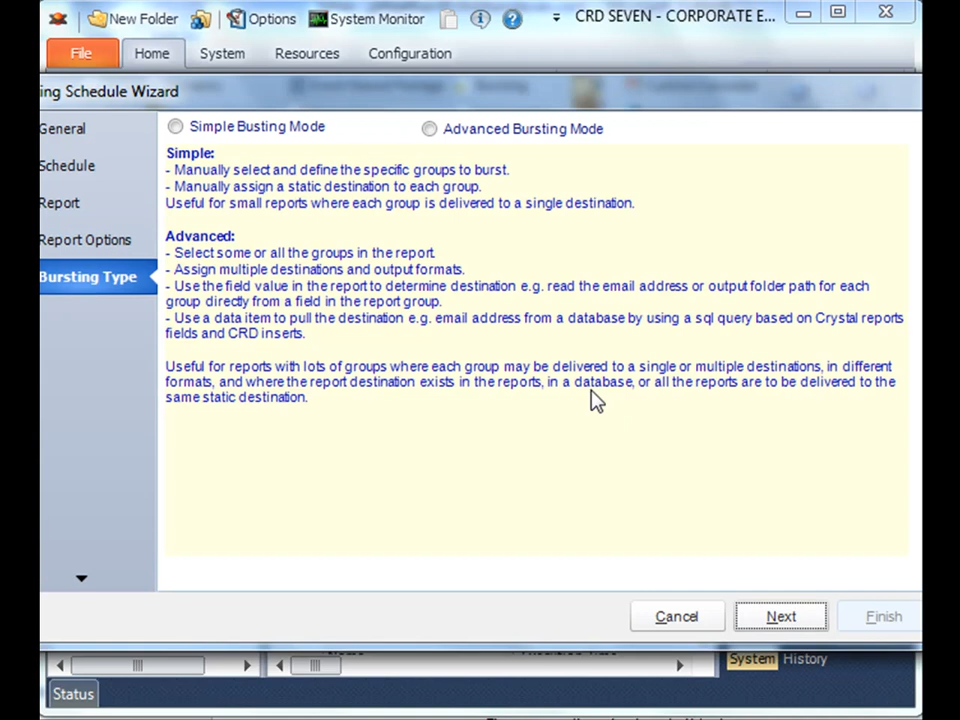 New Folder Options System Monitor CRD SEVEN - CORPORATE E...
File Home System Resources Configuration
ing Schedule Wizard
General
Schedule
Report
Report Options
Bursting Type
Simple Busting Mode Advanced Bursting Mode
Simple:
- Manually select and define the specific groups to burst.
- Manually assign a static destination to each group.
Useful for small reports where each group is delivered to a single destination.
Advanced:
- Select some or all the groups in the report.
- Assign multiple destinations and output formats.
- Use the field value in the report to determine destination e.g. read the email address or output folder path for each
group directly from a field in the report group.
- Use a data item to pull the destination e.g. email address from a database by using a sql query based on Crystal reports
fields and CRD inserts.
Useful for reports with lots of groups where each group may be delivered to a single or multiple destinations, in different
formats, and where the report destination exists in the reports, in a database, or all the reports are to be delivered to the
same static destination.
Cancel Next Finish
System History
Status